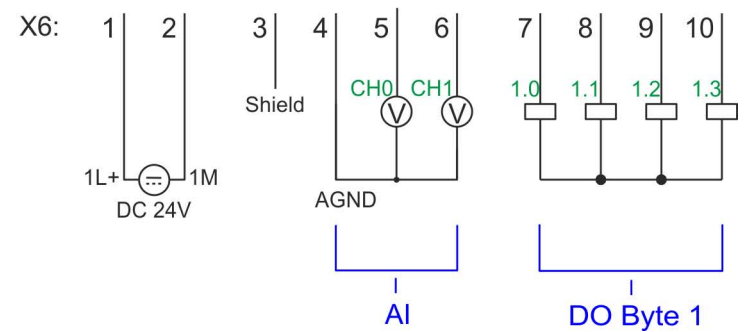 X6: 1 2 3 4 5 6 7 8 9 10
CH0 CH1 1.0 1.1 1.2 1.3
Shield
1L+ 1M
DC 24V
AGND
AI
DO Byte 1